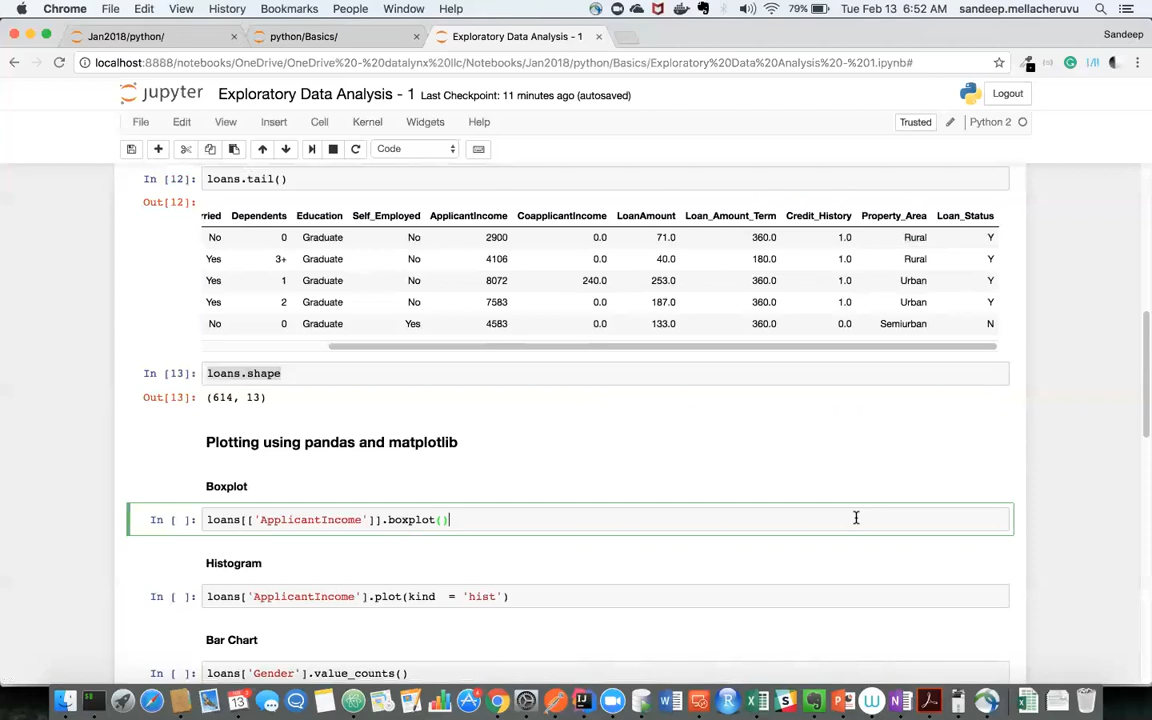 Chrome File Edit View History Bookmarks People Window Help 79% Tue Feb 13 6:52 AM sandeep.mellacheruvu
Jan2018/python/ python/Basics/ Exploratory Data Analysis - 1 Sandeep
localhost:8888/notebooks/OneDrive/OneDrive%20-%20datalynx%20llc/Notebooks/Jan2018/python/Basics/Exploratory%20Data%20Analysis%20-%201.ipynb#
jupyter Exploratory Data Analysis - 1 Last Checkpoint: 11 minutes ago (autosaved) Logout
File Edit View Insert Cell Kernel Widgets Help Trusted Python 2
Code
In [12]: loans.tail()
Out[12]:
rried Dependents Education Self_Employed ApplicantIncome CoapplicantIncome LoanAmount Loan_Amount_Term Credit_History Property_Area Loan_Status
No 0 Graduate No 2900 0.0 71.0 360.0 1.0 Rural Y
Yes 3+ Graduate No 4106 0.0 40.0 180.0 1.0 Rural Y
Yes 1 Graduate No 8072 240.0 253.0 360.0 1.0 Urban Y
Yes 2 Graduate No 7583 0.0 187.0 360.0 1.0 Urban Y
No 0 Graduate Yes 4583 0.0 133.0 360.0 0.0 Semiurban N
In [13]: loans.shape
Out[13]: (614, 13)
Plotting using pandas and matplotlib
Boxplot
In [ ]: loans[['ApplicantIncome']].boxplot()
Histogram
In [ ]: loans['ApplicantIncome'].plot(kind  = 'hist')
Bar Chart
In [ ]: loans['Gender'].value_counts()